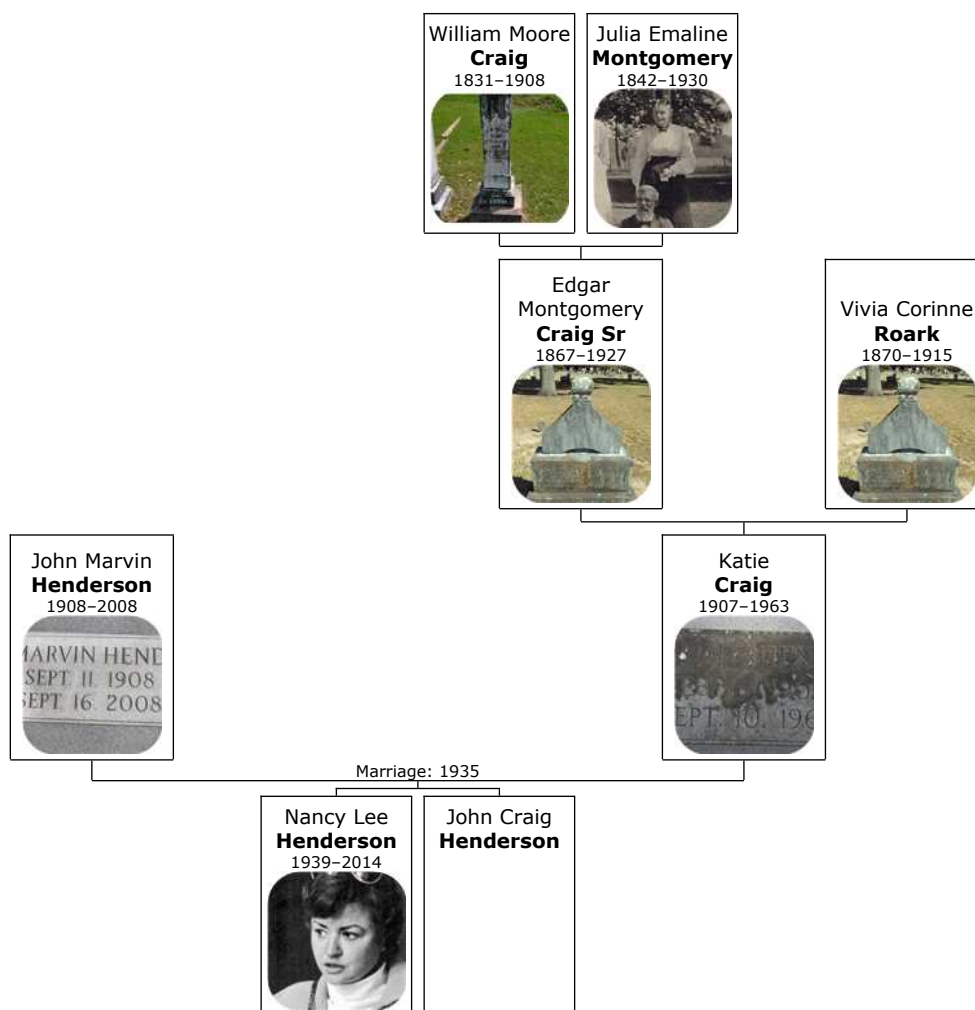 William Moore
Craig
1831–1908
Julia Emaline
Montgomery
1842–1930
Edgar
Montgomery
Craig Sr
1867–1927
Vivia Corinne
Roark
1870–1915
John Marvin
Henderson
1908–2008
MARVIN HEND
SEPT. 11. 1908
SEPT. 16. 2008
Katie
Craig
1907–1963
SEPT. 10. 196
Marriage: 1935
Nancy Lee
Henderson
1939–2014
John Craig
Henderson